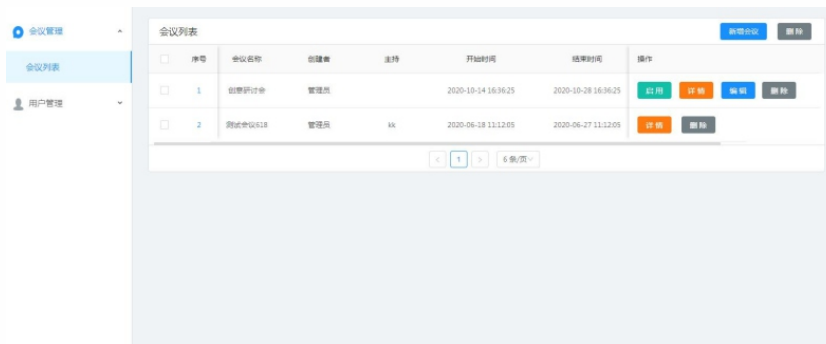 会议管理
会议列表
用户管理
会议列表
新增会议 删除
序号 会议名称 创建者 主持 开始时间 结束时间 操作
1 创意研讨会 管理员 2020-10-14 16:36:25 2020-10-28 16:36:25 启用 详情 编辑 删除
2 测试会议618 管理员 kk 2020-06-18 11:12:05 2020-06-27 11:12:05 详情 删除
< 1 > 6 条/页